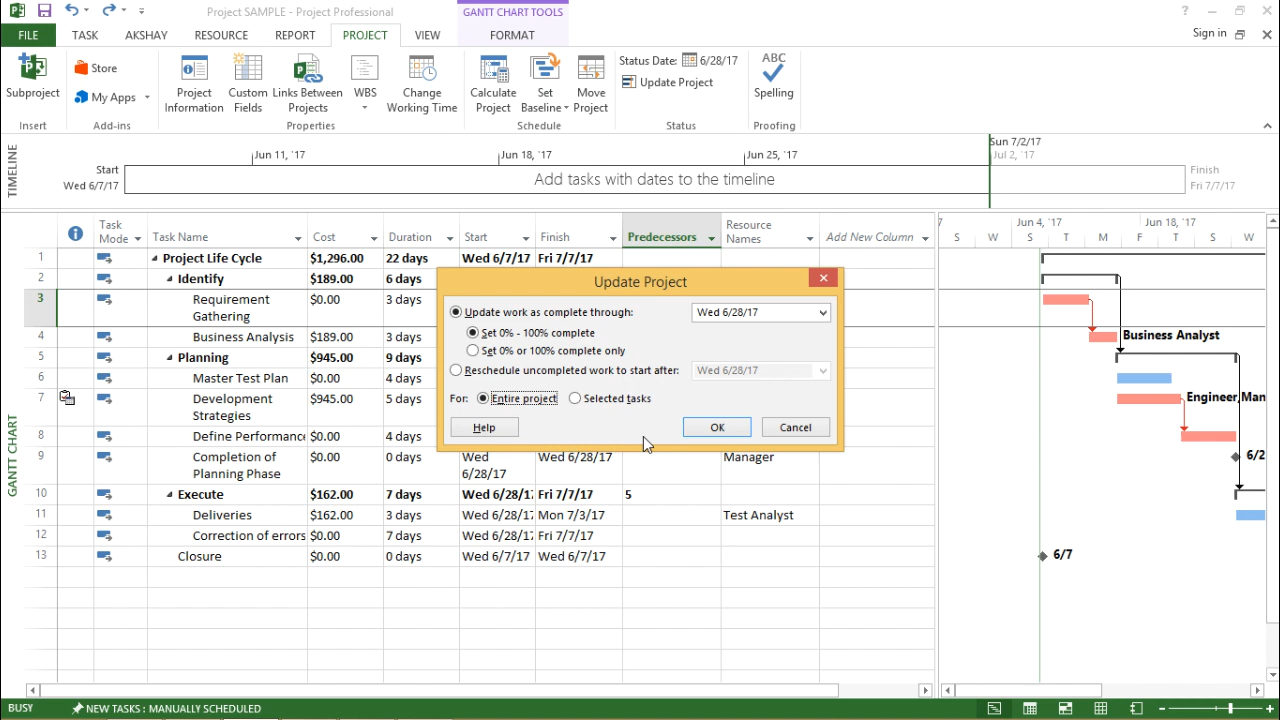 Project SAMPLE - Project Professional
GANTT CHART TOOLS
?
FILE TASK AKSHAY RESOURCE REPORT PROJECT VIEW FORMAT
Sign in
Subproject
Store
My Apps
Project Information
Custom Fields
Links Between Projects
WBS
Change Working Time
Calculate Project
Set Baseline
Move Project
Status Date: 6/28/17
Update Project
ABC
Spelling
Insert Add-ins Properties Schedule Status Proofing
TIMELINE
Sun 7/2/17
Jun 11, '17 Jun 18, '17 Jun 25, '17 Jul 2, '17
Start
Wed 6/7/17
Add tasks with dates to the timeline
Finish
Fri 7/7/17
GANTT CHART
Task Mode Task Name Cost Duration Start Finish Predecessors Resource Names Add New Column
7 Jun 4, '17 Jun 18, '17
S W S T M F T S W
1 Project Life Cycle $1,296.00 22 days Wed 6/7/17 Fri 7/7/17
2 Identify $189.00 6 days
3 Requirement Gathering $0.00 3 days
4 Business Analysis $189.00 3 days
Business Analyst
5 Planning $945.00 9 days
6 Master Test Plan $0.00 4 days
7 Development Strategies $945.00 5 days
Engineer,Man
8 Define Performance $0.00 4 days
9 Completion of Planning Phase $0.00 0 days Wed 6/28/17 Wed 6/28/17 Manager
6/2
10 Execute $162.00 7 days Wed 6/28/17 Fri 7/7/17 5
11 Deliveries $162.00 3 days Wed 6/28/17 Mon 7/3/17 Test Analyst
12 Correction of errors $0.00 7 days Wed 6/28/17 Fri 7/7/17
13 Closure $0.00 0 days Wed 6/7/17 Wed 6/7/17
6/7
Update Project
Update work as complete through: Wed 6/28/17
Set 0% - 100% complete
Set 0% or 100% complete only
Reschedule uncompleted work to start after: Wed 6/28/17
For: Entire project Selected tasks
Help OK Cancel
BUSY NEW TASKS : MANUALLY SCHEDULED